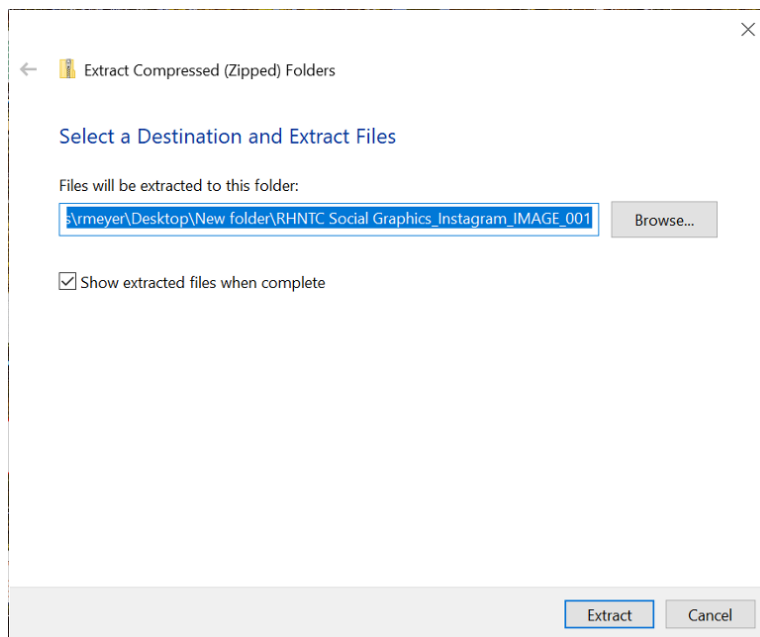 Extract Compressed (Zipped) Folders
Select a Destination and Extract Files
Files will be extracted to this folder:
s\rmeyer\Desktop\New folder\RHNTC Social Graphics_Instagram_IMAGE_001
Browse...
Show extracted files when complete
Extract
Cancel